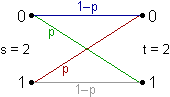 1–p
0 0
p
s = 2 t = 2
p
1 1
1–p